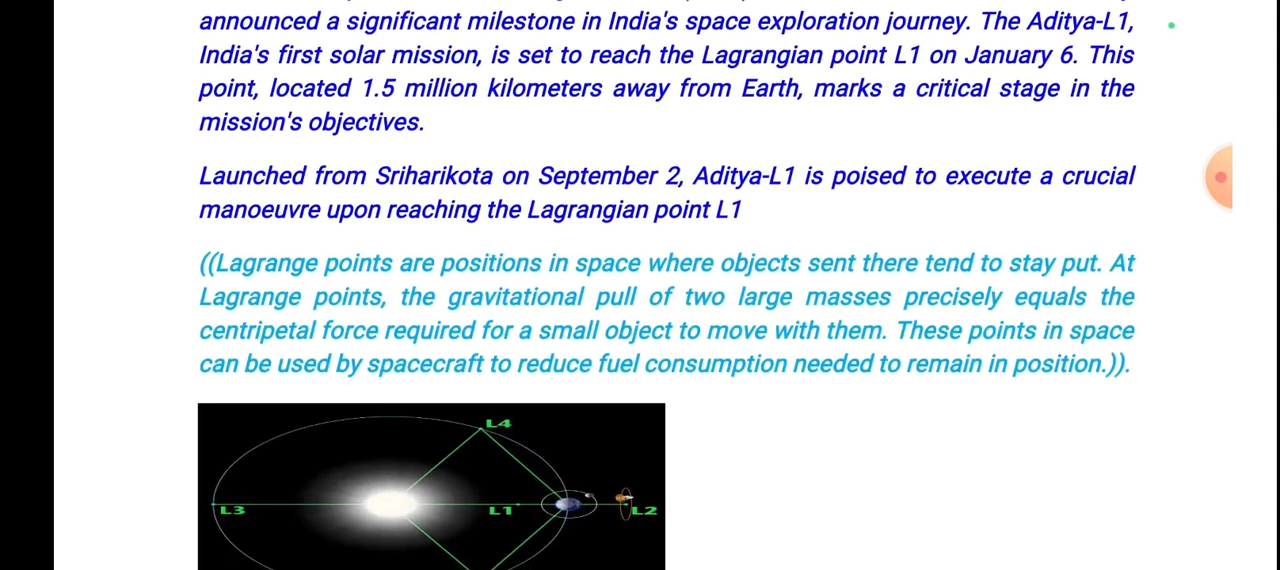 announced a significant milestone in India's space exploration journey. The Aditya-L1,
India's first solar mission, is set to reach the Lagrangian point L1 on January 6. This
point, located 1.5 million kilometers away from Earth, marks a critical stage in the
mission's objectives.
Launched from Sriharikota on September 2, Aditya-L1 is poised to execute a crucial
manoeuvre upon reaching the Lagrangian point L1
((Lagrange points are positions in space where objects sent there tend to stay put. At
Lagrange points, the gravitational pull of two large masses precisely equals the
centripetal force required for a small object to move with them. These points in space
can be used by spacecraft to reduce fuel consumption needed to remain in position.)).
L4
L3
L1
L2